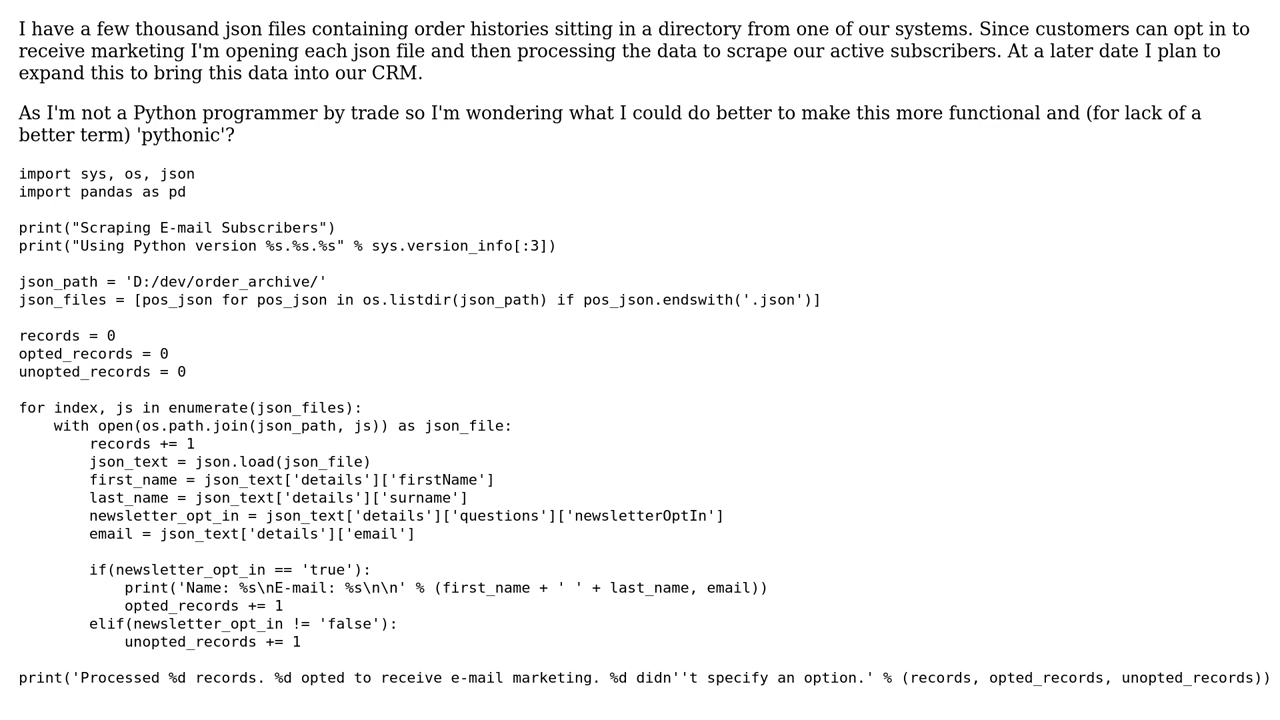 I have a few thousand json files containing order histories sitting in a directory from one of our systems. Since customers can opt in to
receive marketing I'm opening each json file and then processing the data to scrape our active subscribers. At a later date I plan to
expand this to bring this data into our CRM.
As I'm not a Python programmer by trade so I'm wondering what I could do better to make this more functional and (for lack of a
better term) 'pythonic'?
import sys, os, json
import pandas as pd
print("Scraping E-mail Subscribers")
print("Using Python version %s.%s.%s" % sys.version_info[:3])
json_path = 'D:/dev/order_archive/'
json_files = [pos_json for pos_json in os.listdir(json_path) if pos_json.endswith('.json')]
records = 0
opted_records = 0
unopted_records = 0
for index, js in enumerate(json_files):
    with open(os.path.join(json_path, js)) as json_file:
        records += 1
        json_text = json.load(json_file)
        first_name = json_text['details']['firstName']
        last_name = json_text['details']['surname']
        newsletter_opt_in = json_text['details']['questions']['newsletterOptIn']
        email = json_text['details']['email']
        if(newsletter_opt_in == 'true'):
            print('Name: %s\nE-mail: %s\n\n' % (first_name + ' ' + last_name, email))
            opted_records += 1
        elif(newsletter_opt_in != 'false'):
            unopted_records += 1
print('Processed %d records. %d opted to receive e-mail marketing. %d didn''t specify an option.' % (records, opted_records, unopted_records))